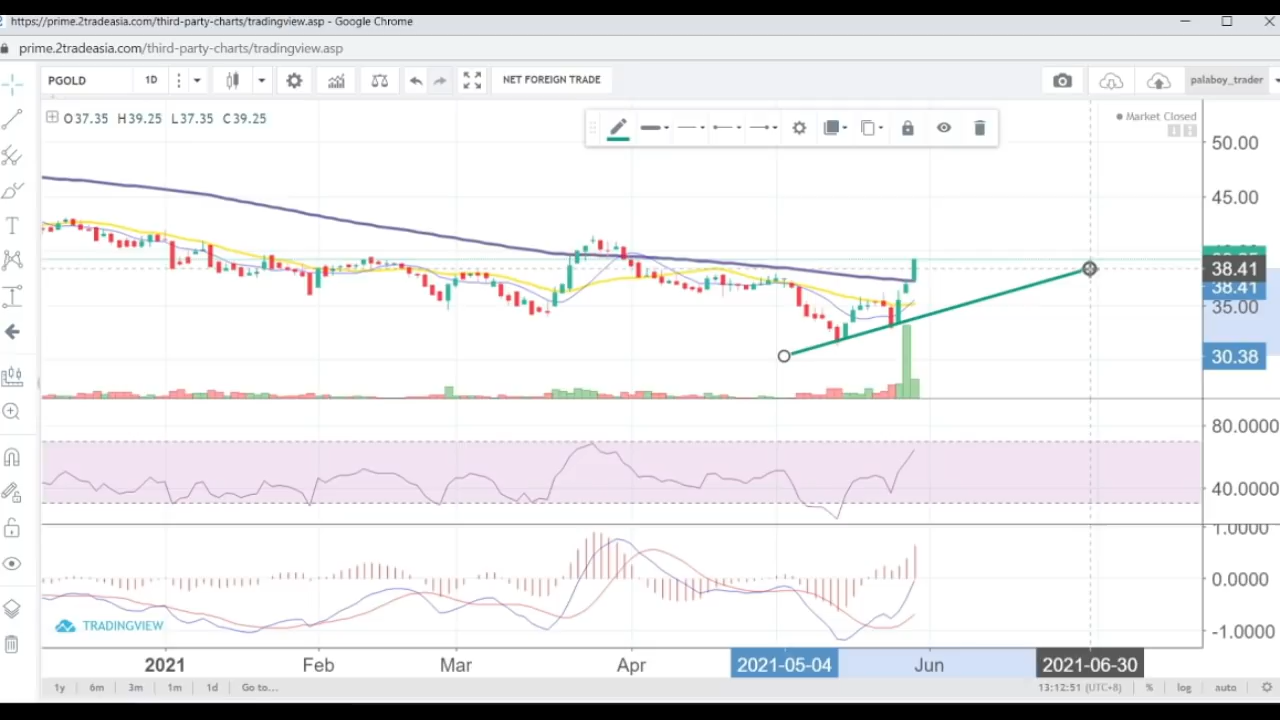 https://prime.2tradeasia.com/third-party-charts/tradingview.asp - Google Chrome
prime.2tradeasia.com/third-party-charts/tradingview.asp
PGOLD 1D NET FOREIGN TRADE palaboy_trader
O37.35 H39.25 L37.35 C39.25
Market Closed
50.00
45.00
38.41
38.41
35.00
30.38
80.0000
40.0000
1.0000
0.0000
-1.0000
TRADINGVIEW
2021 Feb Mar Apr 2021-05-04 Jun 2021-06-30
1y 6m 3m 1m 1d Go to... 13:12:51 (UTC+8) % log auto